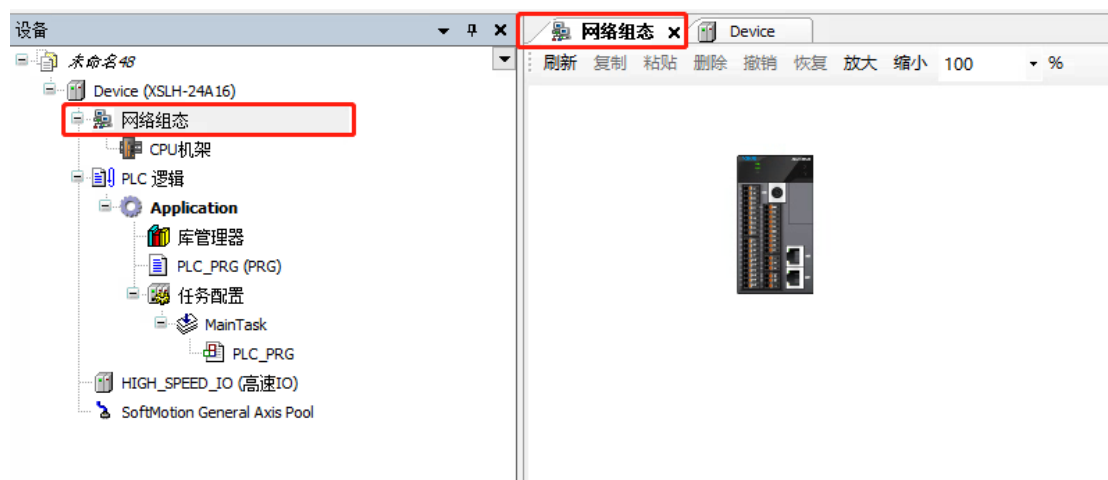 设备
未命名48
Device (XSLH-24A16)
网络组态
CPU机架
PLC 逻辑
Application
库管理器
PLC_PRG (PRG)
任务配置
MainTask
PLC_PRG
HIGH_SPEED_IO (高速IO)
SoftMotion General Axis Pool
网络组态 Device
刷新 复制 粘贴 删除 撤销 恢复 放大 缩小 100 %